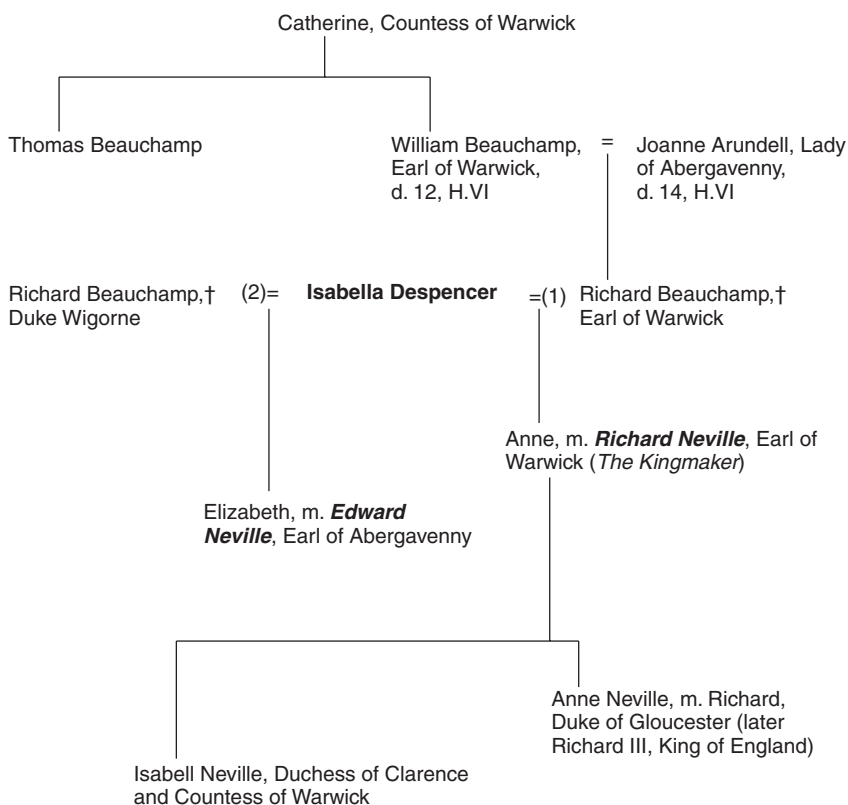 Catherine, Countess of Warwick
Thomas Beauchamp
William Beauchamp,
Earl of Warwick,
d. 12, H.VI
=
Joanne Arundell, Lady
of Abergavenny,
d. 14, H.VI
Richard Beauchamp,†
Duke Wigorne
(2)=
Isabella Despencer
=(1)
Richard Beauchamp,†
Earl of Warwick
Anne, m. Richard Neville, Earl of
Warwick (The Kingmaker)
Elizabeth, m. Edward
Neville, Earl of Abergavenny
Anne Neville, m. Richard,
Duke of Gloucester (later
Richard III, King of England)
Isabell Neville, Duchess of Clarence
and Countess of Warwick